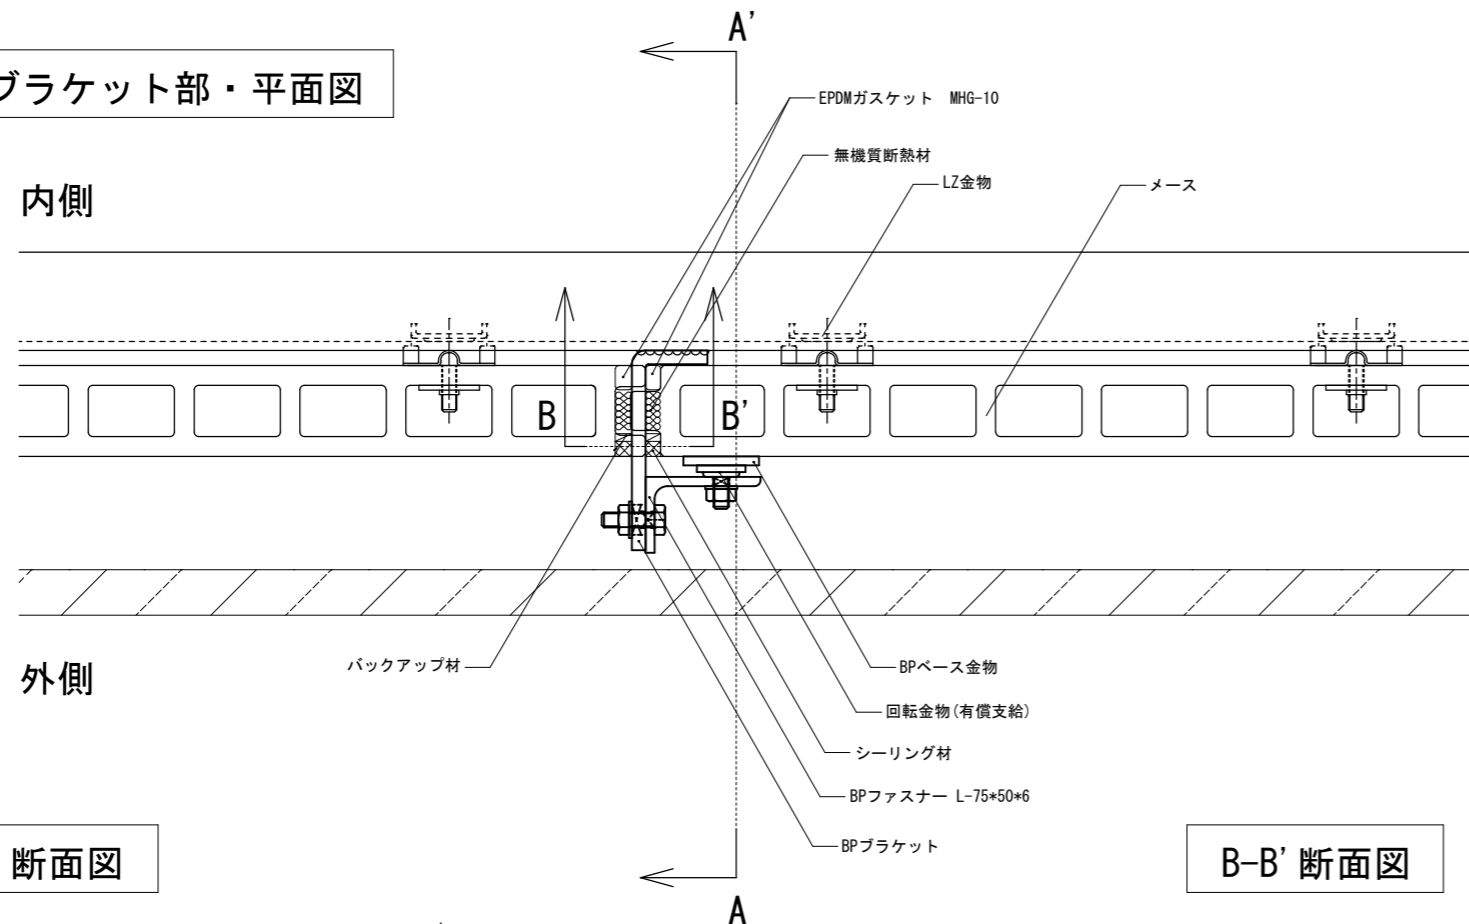 A'
ブラケット部・平面図
EPDMガスケット MHG-10
無機質断熱材
LZ金物
メース
内側
B
B'
バックアップ材
BPベース金物
外側
回転金物(有償支給)
シーリング材
BPファスナー L-75*50*6
BPブラケット
断面図
B-B' 断面図
A